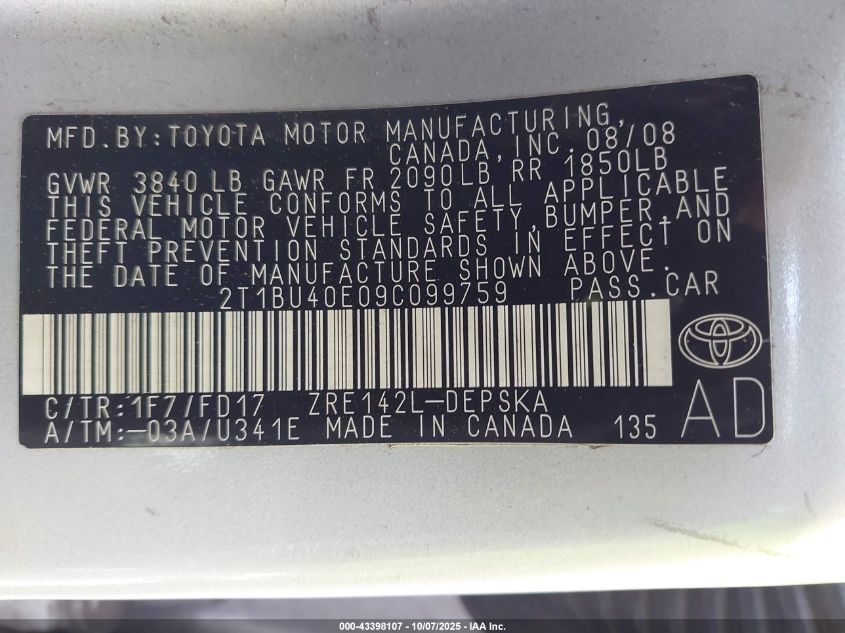 MFD.BY:TOYOTA MOTOR MANUFACTURING,
CANADA,INC. 08/08
GVWR 3840 LB GAWR FR 2090LB RR 1850LB
THIS VEHICLE CONFORMS TO ALL APPLICABLE
FEDERAL MOTOR VEHICLE SAFETY,BUMPER,AND
THEFT PREVENTION STANDARDS IN EFFECT ON
THE DATE OF MANUFACTURE SHOWN ABOVE.
2T1BU40E09C099759 PASS.CAR
C/TR:1F7/FD17 ZRE142L-DEPSKA
A/TM:-03A/U341E MADE IN CANADA 135
AD
000-43398107 - 10/07/2025 - IAA Inc.